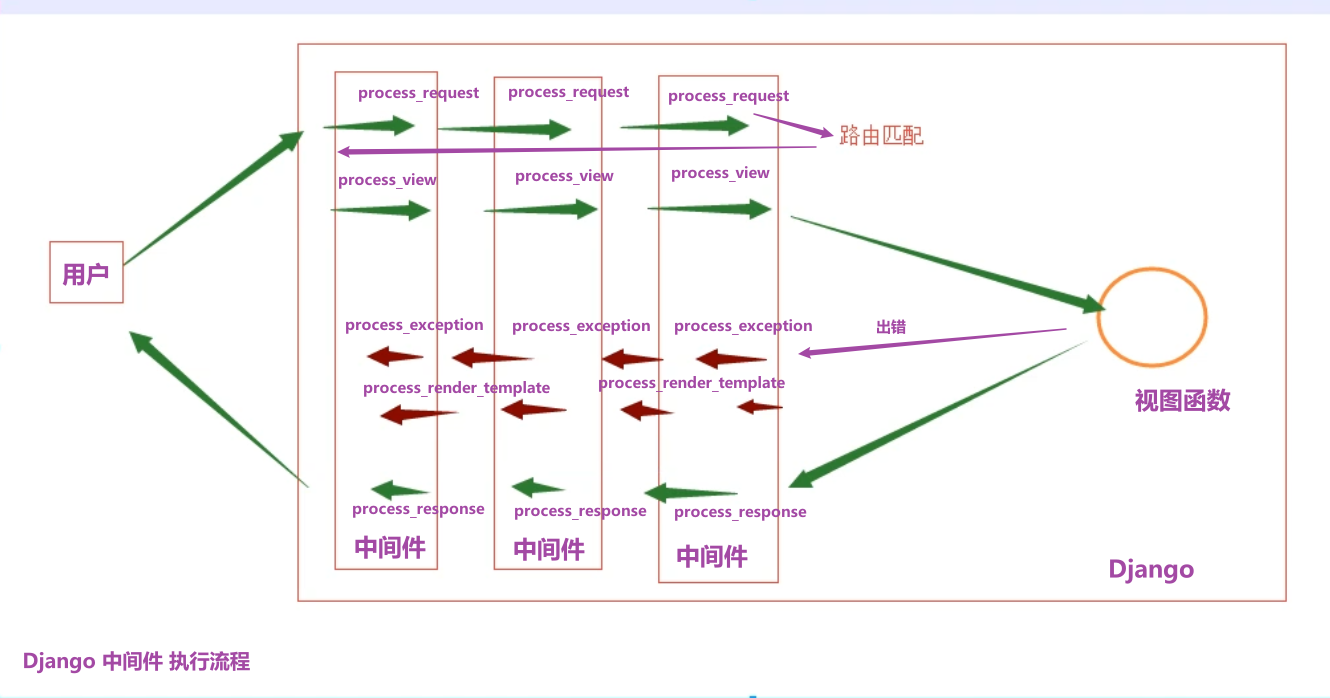 process_request
process_request
process_request
路由匹配
process_view
process_view
process_view
用户
process_exception
process_exception
process_exception
出错
process_render_template
process_render_template
视图函数
process_response
process_response
process_response
中间件
中间件
中间件
Django
Django 中间件 执行流程